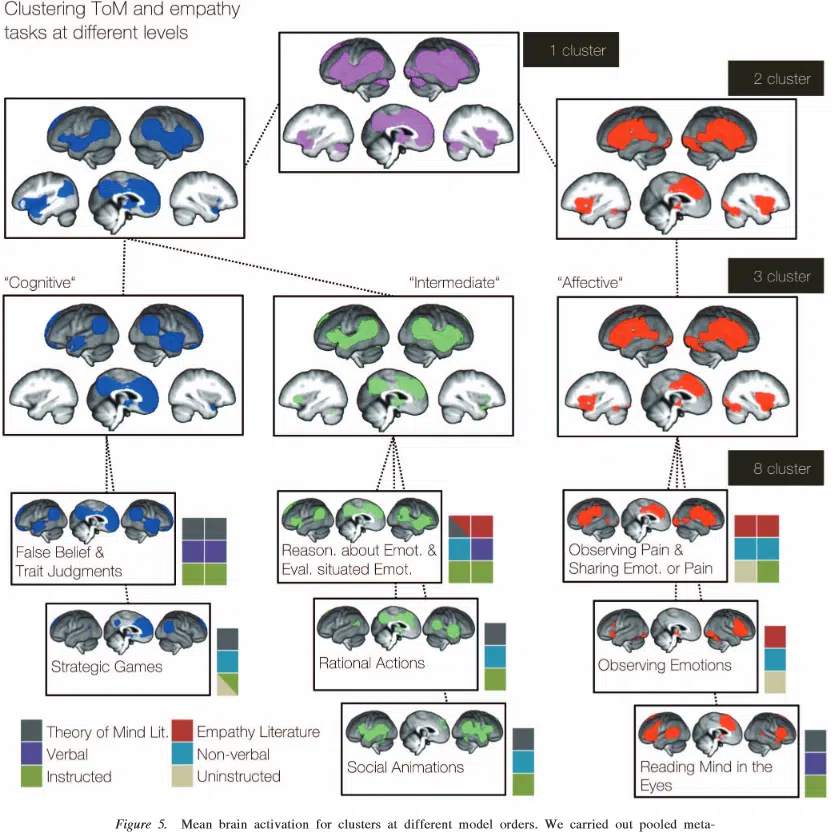 Clustering ToM and empathy
tasks at different levels
1 cluster
2 cluster
"Cognitive"
"Intermediate"
"Affective"
3 cluster
8 cluster
False Belief &
Trait Judgments
Reason. about Emot. &
Eval. situated Emot.
Observing Pain &
Sharing Emot. or Pain
Strategic Games
Rational Actions
Observing Emotions
Theory of Mind Lit.
Empathy Literature
Verbal
Non-verbal
Instructed
Uninstructed
Social Animations
Reading Mind in the
Eyes
Figure 5. Mean brain activation for clusters at different model orders. We carried out pooled meta-